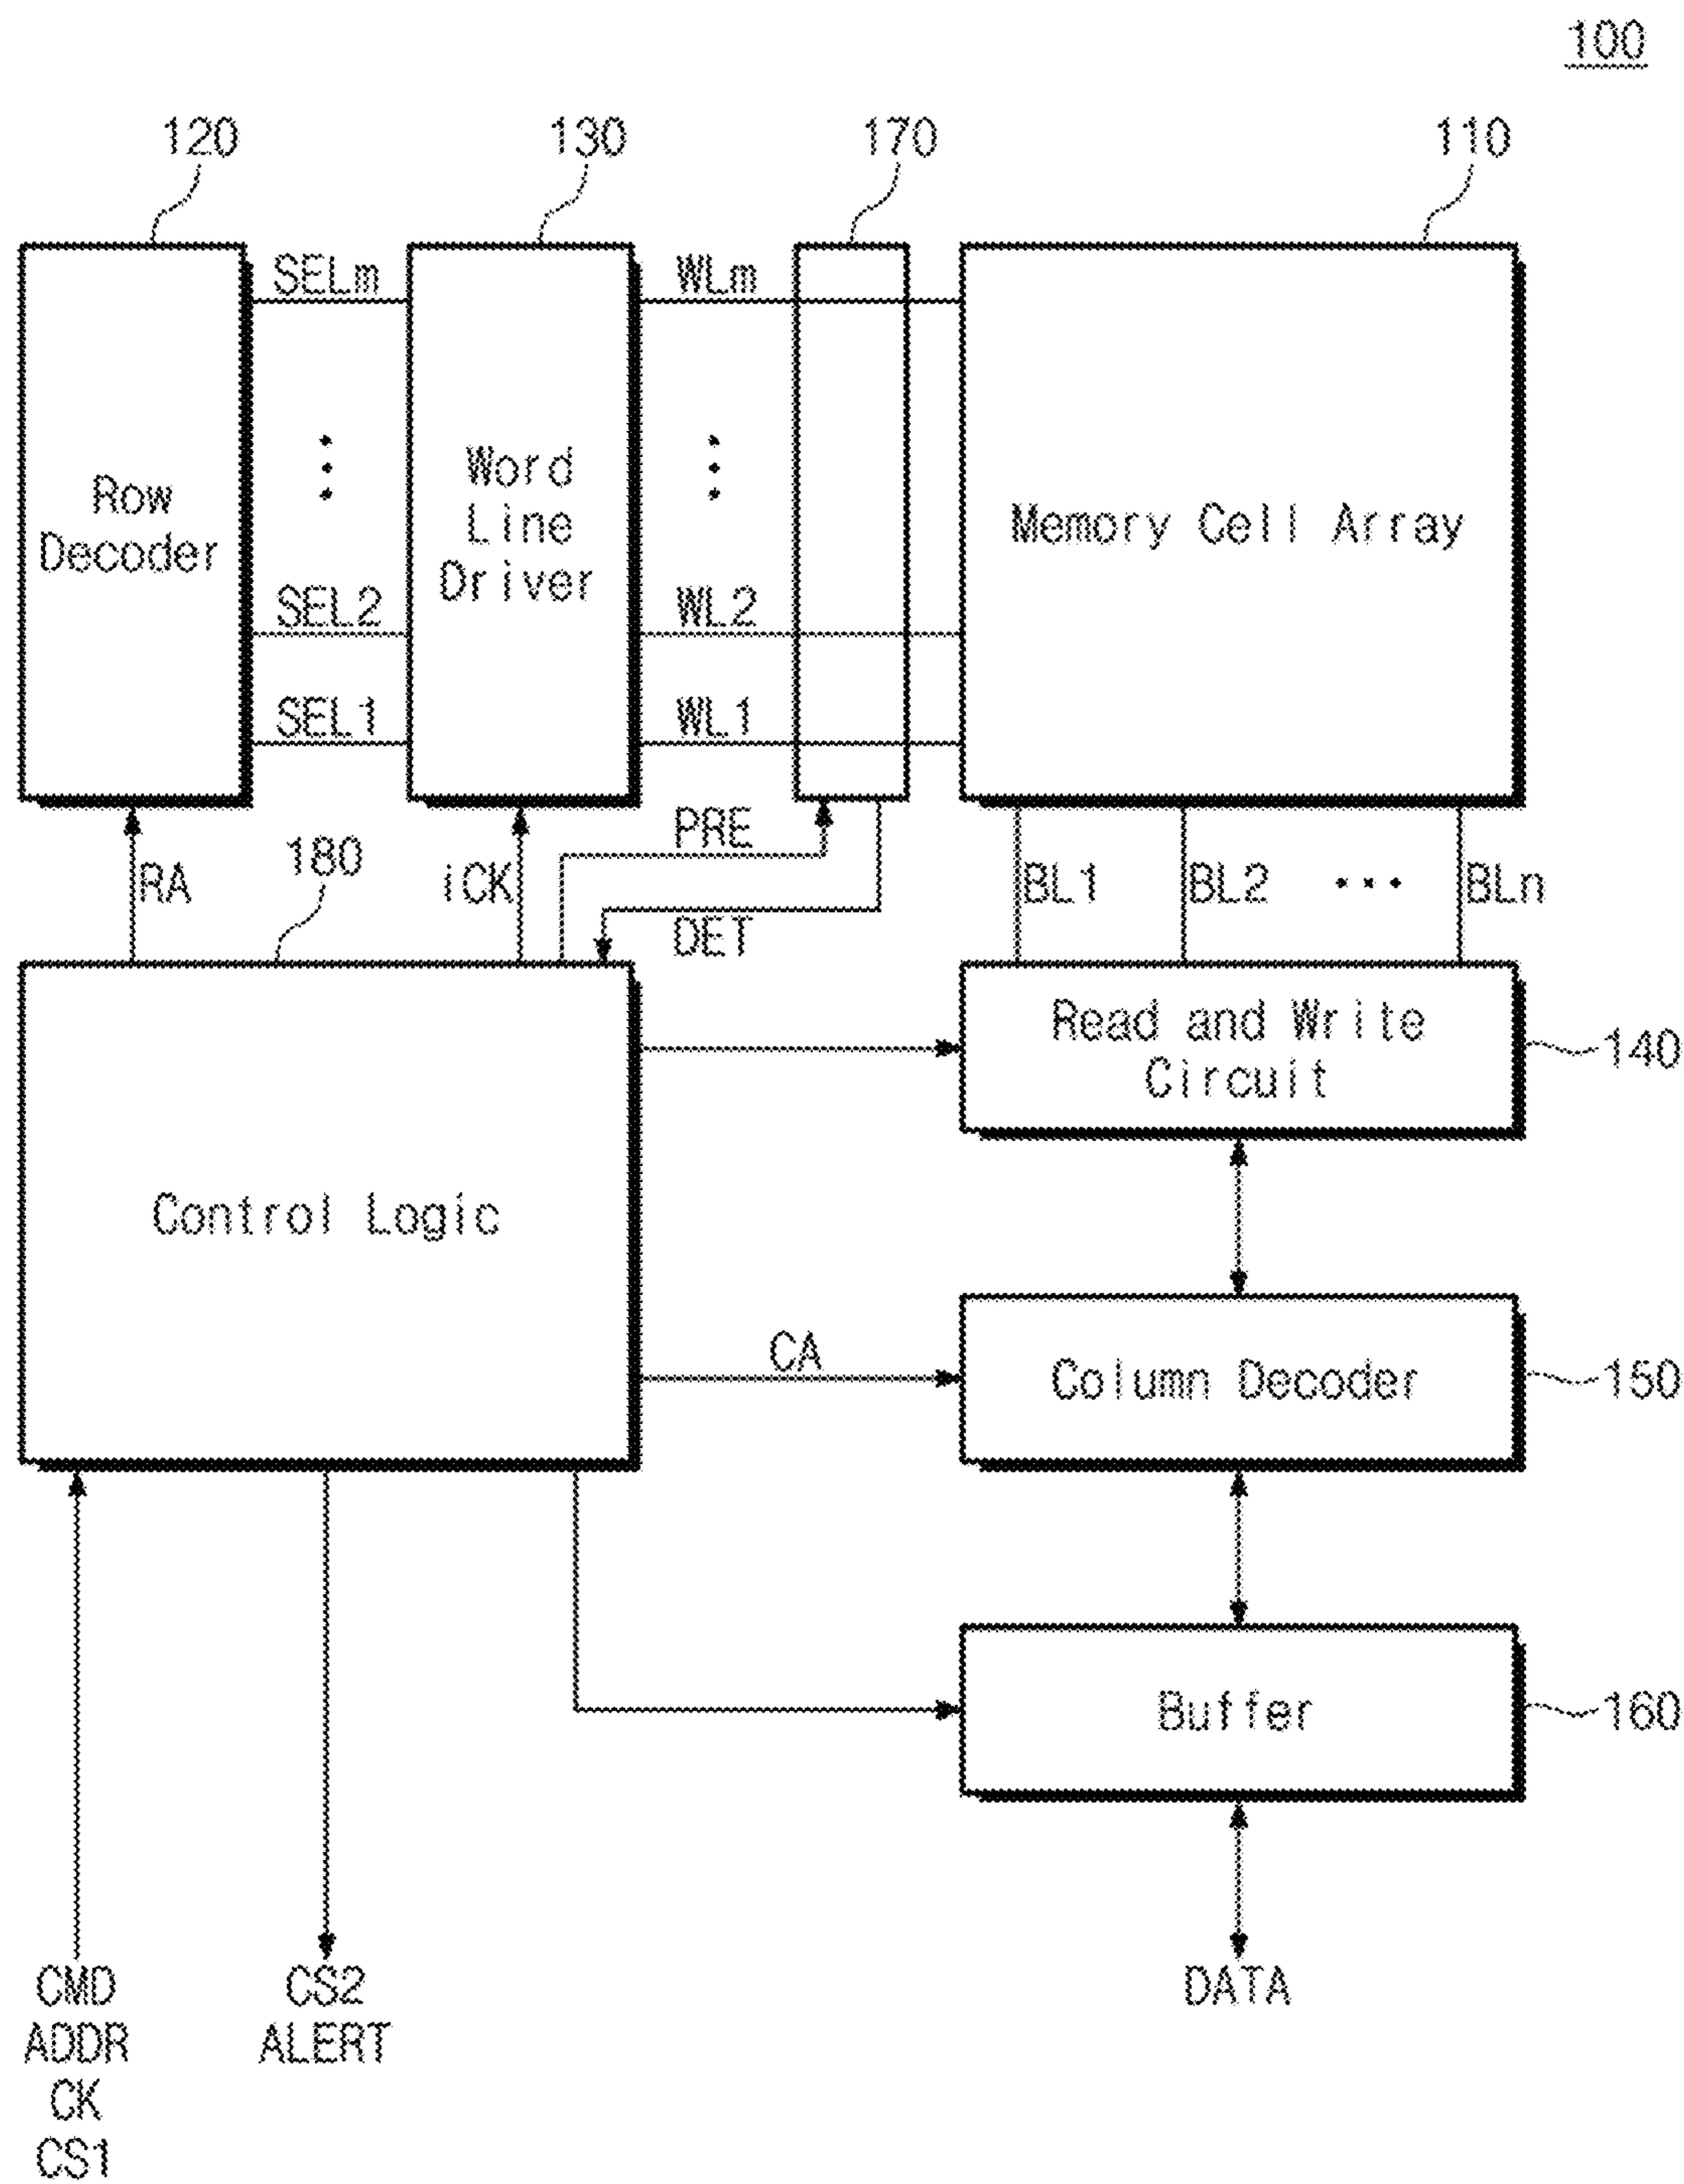 100
120
130
170
110
SELm
WLm
Row
Decoder
Word
Line
Driver
Memory Cell Array
SEL2
WL2
SEL1
WL1
RA
180
iCK
PRE
DET
BL1
BL2
BLn
Control Logic
Read and Write
Circuit
140
CA
Column Decoder
150
Buffer
160
CMD
ADDR
CK
CS1
CS2
ALERT
DATA